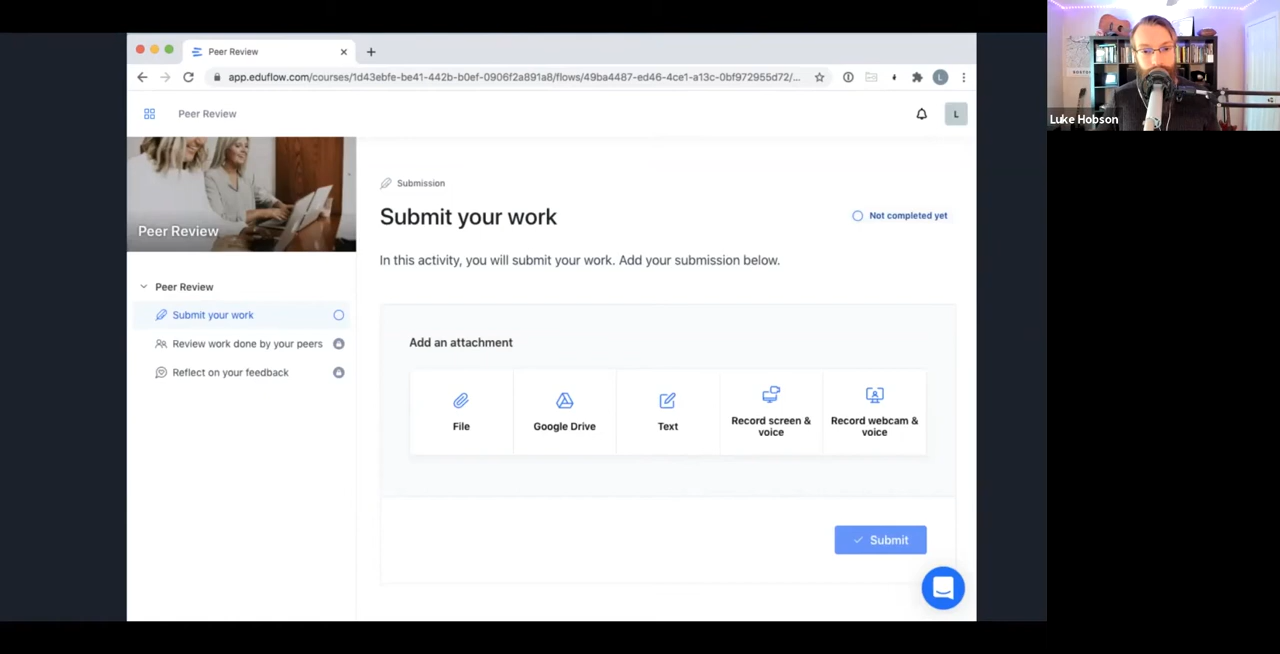 Peer Review
app.eduflow.com/courses/1d43ebfe-be41-442b-b0ef-0906f2a891a8/flows/49ba4487-ed46-4ce1-a13c-0bf972955d72/...
L
Peer Review
L
Peer Review
Peer Review
Submit your work
Review work done by your peers
Reflect on your feedback
Submission
Submit your work
Not completed yet
In this activity, you will submit your work. Add your submission below.
Add an attachment
File
Google Drive
Text
Record screen &
voice
Record webcam &
voice
Submit
Luke Hobson